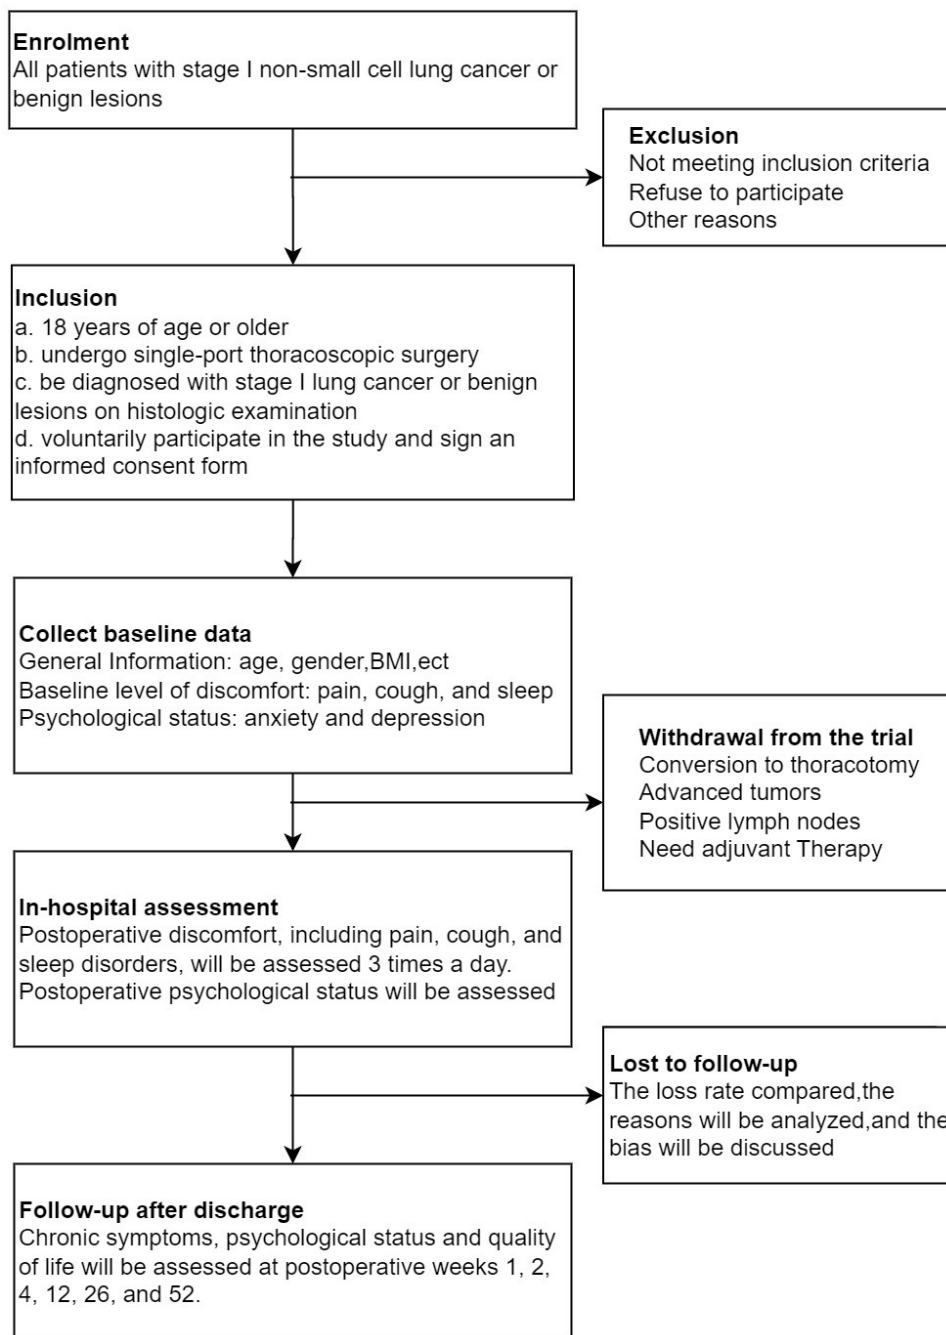 Enrolment
All patients with stage I non-small cell lung cancer or
benign lesions
Exclusion
Not meeting inclusion criteria
Refuse to participate
Other reasons
Inclusion
a. 18 years of age or older
b. undergo single-port thoracoscopic surgery
c. be diagnosed with stage I lung cancer or benign
lesions on histologic examination
d. voluntarily participate in the study and sign an
informed consent form
Collect baseline data
General Information: age, gender,BMI,ect
Baseline level of discomfort: pain, cough, and sleep
Psychological status: anxiety and depression
Withdrawal from the trial
Conversion to thoracotomy
Advanced tumors
Positive lymph nodes
Need adjuvant Therapy
In-hospital assessment
Postoperative discomfort, including pain, cough, and
sleep disorders, will be assessed 3 times a day.
Postoperative psychological status will be assessed
Lost to follow-up
The loss rate compared,the
reasons will be analyzed,and the
bias will be discussed
Follow-up after discharge
Chronic symptoms, psychological status and quality
of life will be assessed at postoperative weeks 1, 2,
4, 12, 26, and 52.